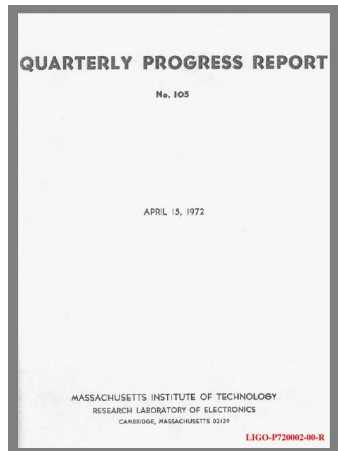 QUARTERLY PROGRESS REPORT
No. 105
APRIL 15, 1972
MASSACHUSETTS INSTITUTE OF TECHNOLOGY
RESEARCH LABORATORY OF ELECTRONICS
CAMBRIDGE, MASSACHUSETTS 02139
LIGO-P720002-00-R